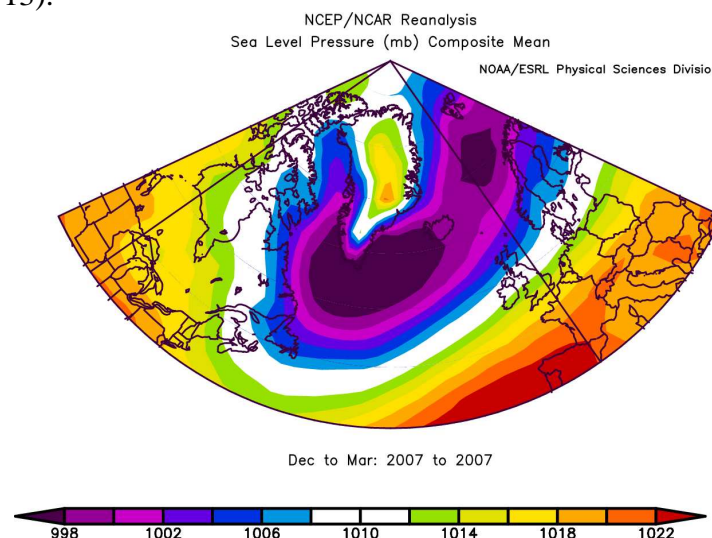 15).
NCEP/NCAR Reanalysis
Sea Level Pressure (mb) Composite Mean
NOAA/ESRL Physical Sciences Divisio
Dec to Mar: 2007 to 2007
998 1002 1006 1010 1014 1018 1022